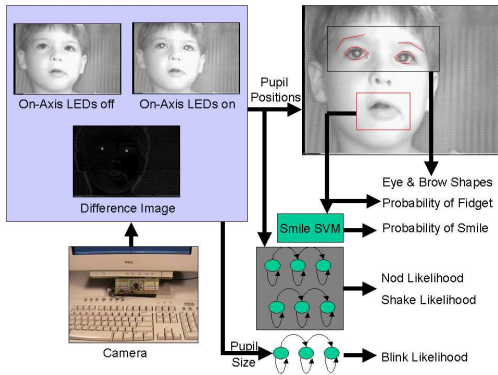 On-Axis LEDs off
On-Axis LEDs on
Difference Image
Camera
Pupil
Positions
Eye & Brow Shapes
Probability of Fidget
Smile SVM
Probability of Smile
Nod Likelihood
Shake Likelihood
Pupil
Size
Blink Likelihood